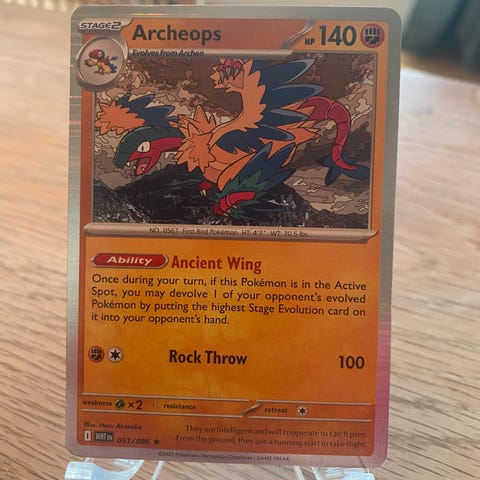 STAGE2 Archeops HP 140
Evolves from Archen
NO. 0567 First Bird Pokémon HT: 4'7" WT: 70.5 lbs.
Ability Ancient Wing
Once during your turn, if this Pokémon is in the Active
Spot, you may devolve 1 of your opponent's evolved
Pokémon by putting the highest Stage Evolution card on
it into your opponent's hand.
Rock Throw 100
weakness ×2 resistance retreat
Illus. Haru Akasaka
I WHT EN 051/086 ★
They are intelligent and will cooperate to catch prey.
From the ground, they use a running start to take flight.
©2025 Pokémon / Nintendo / Creatures / GAME FREAK